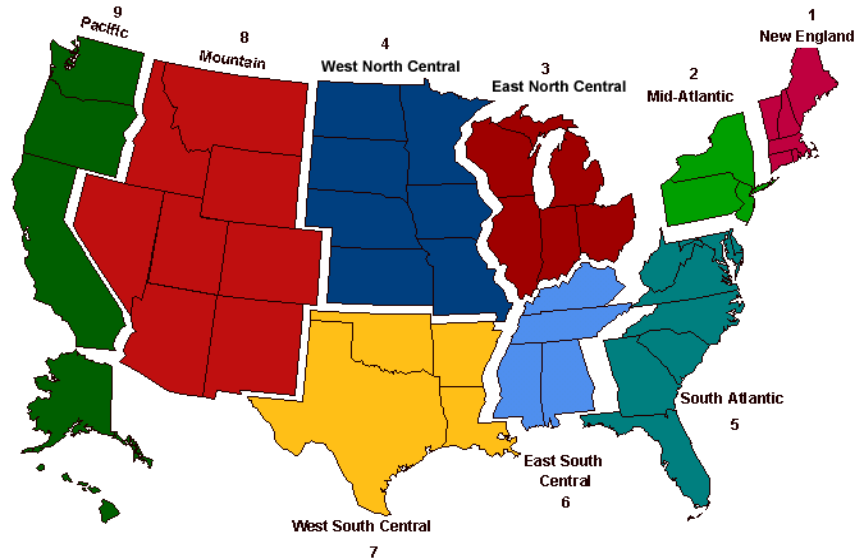 9
Pacific
8
Mountain
4
West North Central
3
East North Central
2
Mid-Atlantic
1
New England
South Atlantic
5
East South
Central
6
West South Central
7